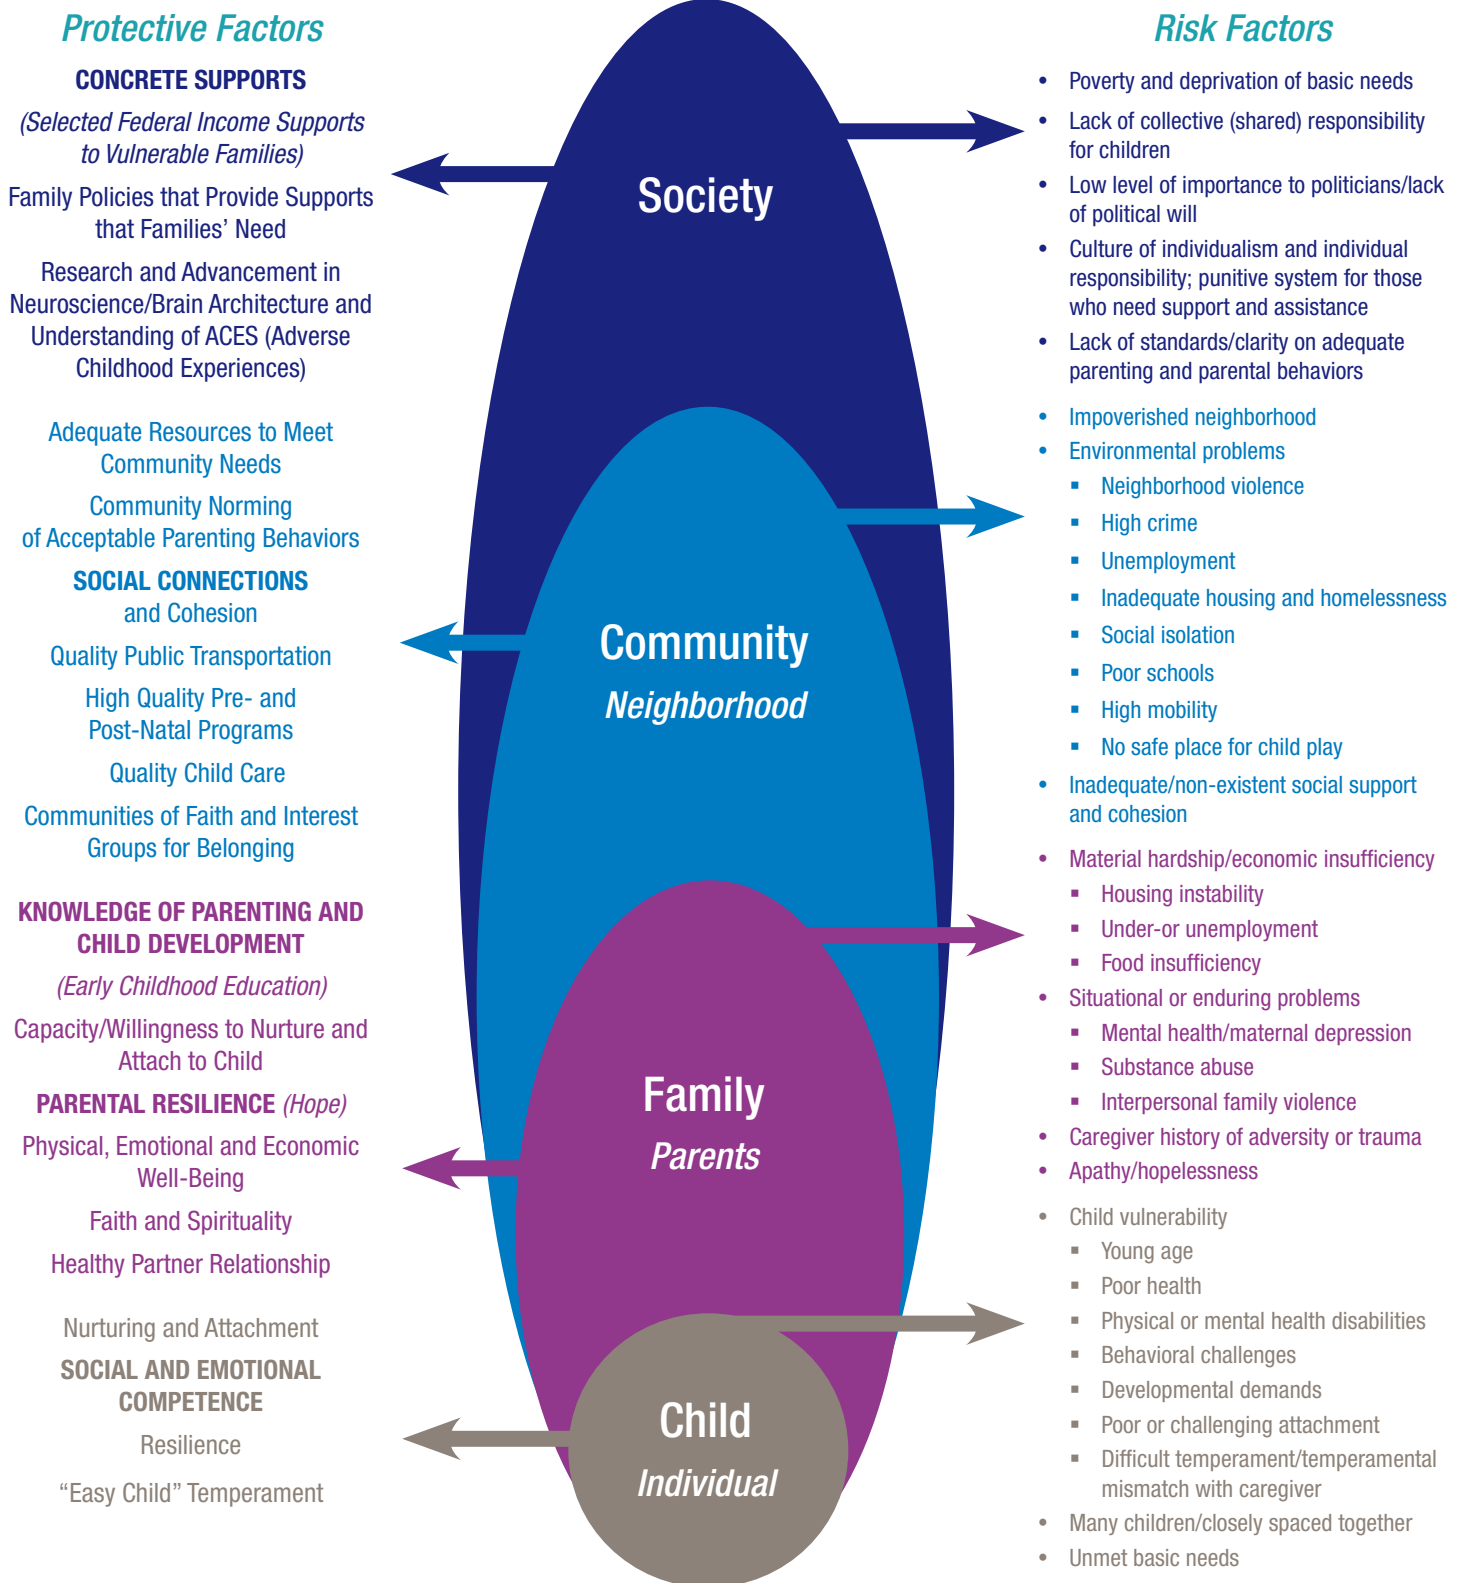 Protective Factors
CONCRETE SUPPORTS
(Selected Federal Income Supports
to Vulnerable Families)
Family Policies that Provide Supports
that Families’ Need
Research and Advancement in
Neuroscience/Brain Architecture and
Understanding of ACES (Adverse
Childhood Experiences)
Adequate Resources to Meet
Community Needs
Community Norming
of Acceptable Parenting Behaviors
SOCIAL CONNECTIONS
and Cohesion
Quality Public Transportation
High Quality Pre- and
Post-Natal Programs
Quality Child Care
Communities of Faith and Interest
Groups for Belonging
KNOWLEDGE OF PARENTING AND
CHILD DEVELOPMENT
(Early Childhood Education)
Capacity/Willingness to Nurture and
Attach to Child
PARENTAL RESILIENCE (Hope)
Physical, Emotional and Economic
Well-Being
Faith and Spirituality
Healthy Partner Relationship
Nurturing and Attachment
SOCIAL AND EMOTIONAL
COMPETENCE
Resilience
“Easy Child” Temperament
Society
Community
Neighborhood
Family
Parents
Child
Individual
Risk Factors
• Poverty and deprivation of basic needs
• Lack of collective (shared) responsibility
for children
• Low level of importance to politicians/lack
of political will
• Culture of individualism and individual
responsibility; punitive system for those
who need support and assistance
• Lack of standards/clarity on adequate
parenting and parental behaviors
• Impoverished neighborhood
• Environmental problems
▪ Neighborhood violence
▪ High crime
▪ Unemployment
▪ Inadequate housing and homelessness
▪ Social isolation
▪ Poor schools
▪ High mobility
▪ No safe place for child play
• Inadequate/non-existent social support
and cohesion
• Material hardship/economic insufficiency
▪ Housing instability
▪ Under-or unemployment
▪ Food insufficiency
• Situational or enduring problems
▪ Mental health/maternal depression
▪ Substance abuse
▪ Interpersonal family violence
• Caregiver history of adversity or trauma
• Apathy/hopelessness
• Child vulnerability
▪ Young age
▪ Poor health
▪ Physical or mental health disabilities
▪ Behavioral challenges
▪ Developmental demands
▪ Poor or challenging attachment
▪ Difficult temperament/temperamental
mismatch with caregiver
• Many children/closely spaced together
• Unmet basic needs